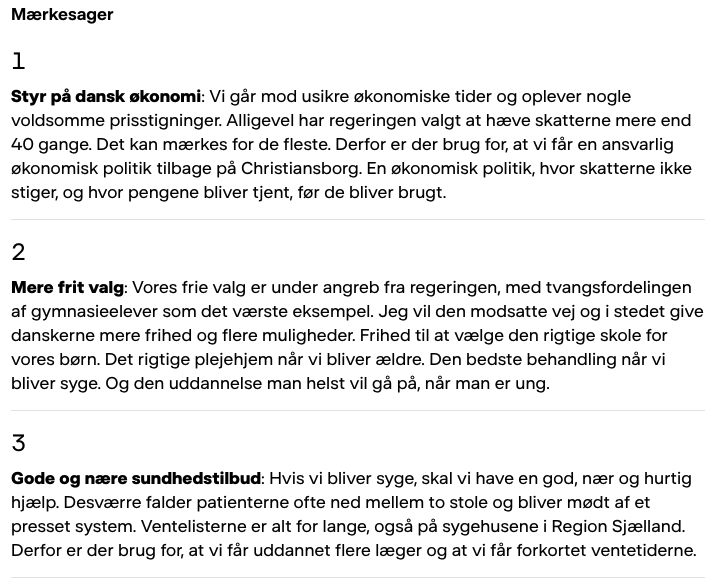 Mærkesager
1
Styr på dansk økonomi: Vi går mod usikre økonomiske tider og oplever nogle
voldsomme prisstigninger. Alligevel har regeringen valgt at hæve skatterne mere end
40 gange. Det kan mærkes for de fleste. Derfor er der brug for, at vi får en ansvarlig
økonomisk politik tilbage på Christiansborg. En økonomisk politik, hvor skatterne ikke
stiger, og hvor pengene bliver tjent, før de bliver brugt.
2
Mere frit valg: Vores frie valg er under angreb fra regeringen, med tvangsfordelingen
af gymnasieelever som det værste eksempel. Jeg vil den modsatte vej og i stedet give
danskerne mere frihed og flere muligheder. Frihed til at vælge den rigtige skole for
vores børn. Det rigtige plejehjem når vi bliver ældre. Den bedste behandling når vi
bliver syge. Og den uddannelse man helst vil gå på, når man er ung.
3
Gode og nære sundhedstilbud: Hvis vi bliver syge, skal vi have en god, nær og hurtig
hjælp. Desværre falder patienterne ofte ned mellem to stole og bliver mødt af et
presset system. Ventelisterne er alt for lange, også på sygehusene i Region Sjælland.
Derfor er der brug for, at vi får uddannet flere læger og at vi får forkortet ventetiderne.